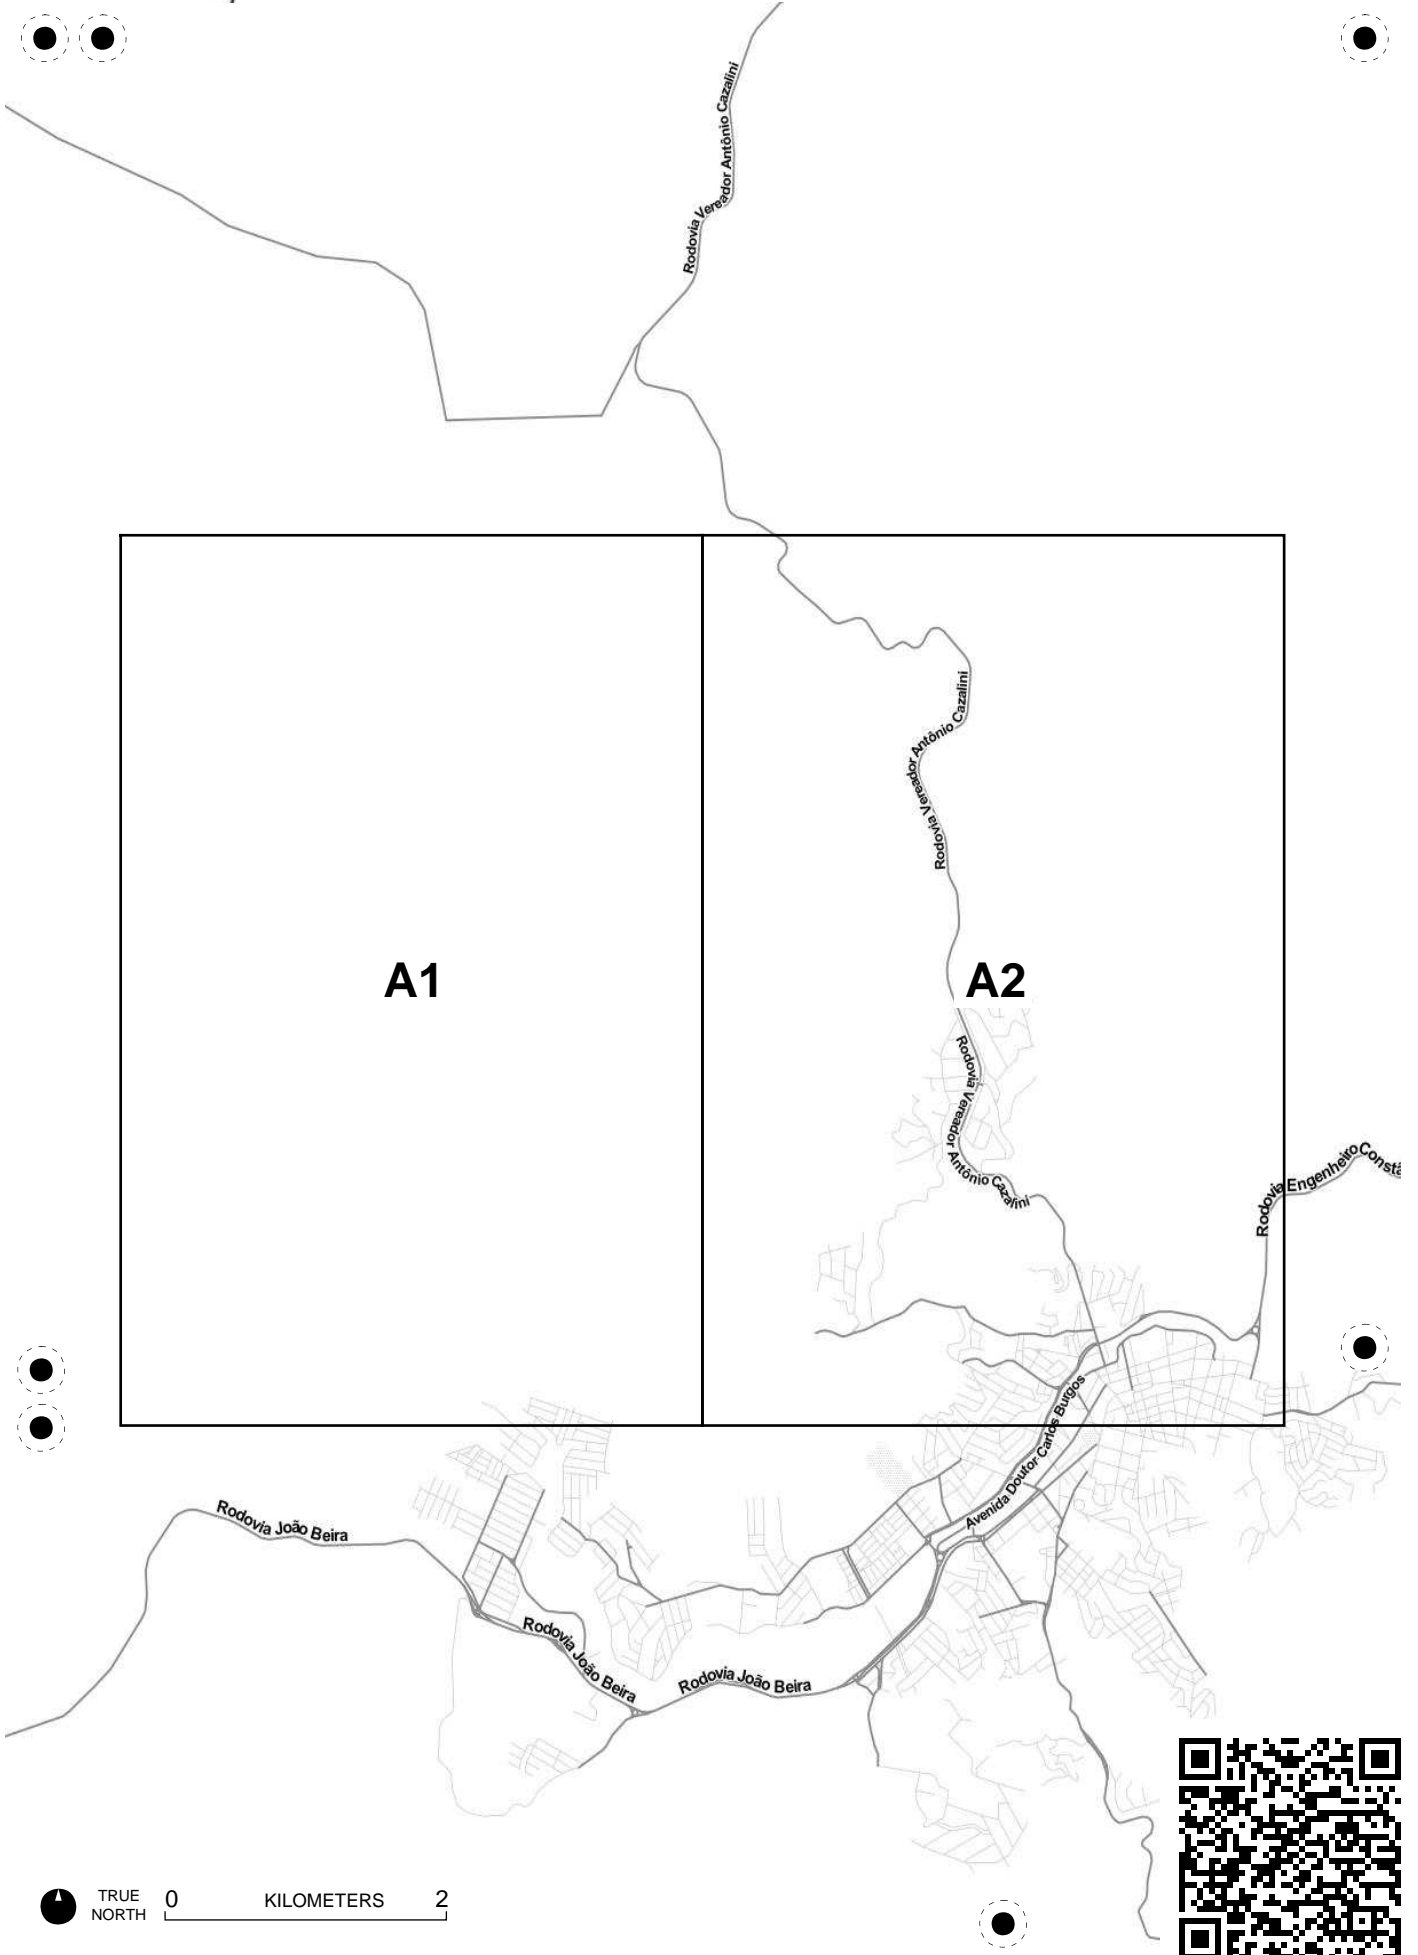 Rodovia Vereador Antônio Cazalini
Rodovia Vereador Antônio Cazalini
A1
A2
Rodovia Vereador Antônio Cazalini
Rodovia Engenheiro Constâ
Avenida Doutor Carlos Burgos
Rodovia João Beira
Rodovia João Beira
Rodovia João Beira
TRUE
NORTH
0 KILOMETERS 2